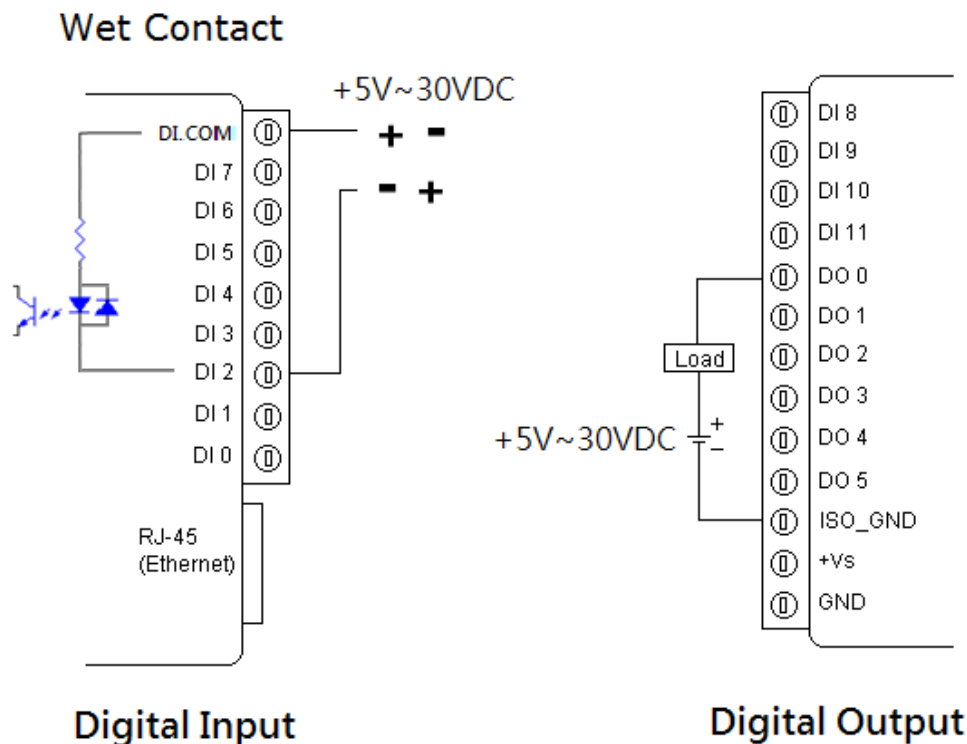 Wet Contact
+5V~30VDC
DI.COM
+ -
DI 7
- +
DI 6
DI 5
DI 4
DI 3
DI 2
DI 1
DI 0
RJ-45
(Ethernet)
Digital Input
DI 8
DI 9
DI 10
DI 11
DO 0
DO 1
Load
DO 2
DO 3
+5V~30VDC
+
-
DO 4
DO 5
ISO_GND
+Vs
GND
Digital Output